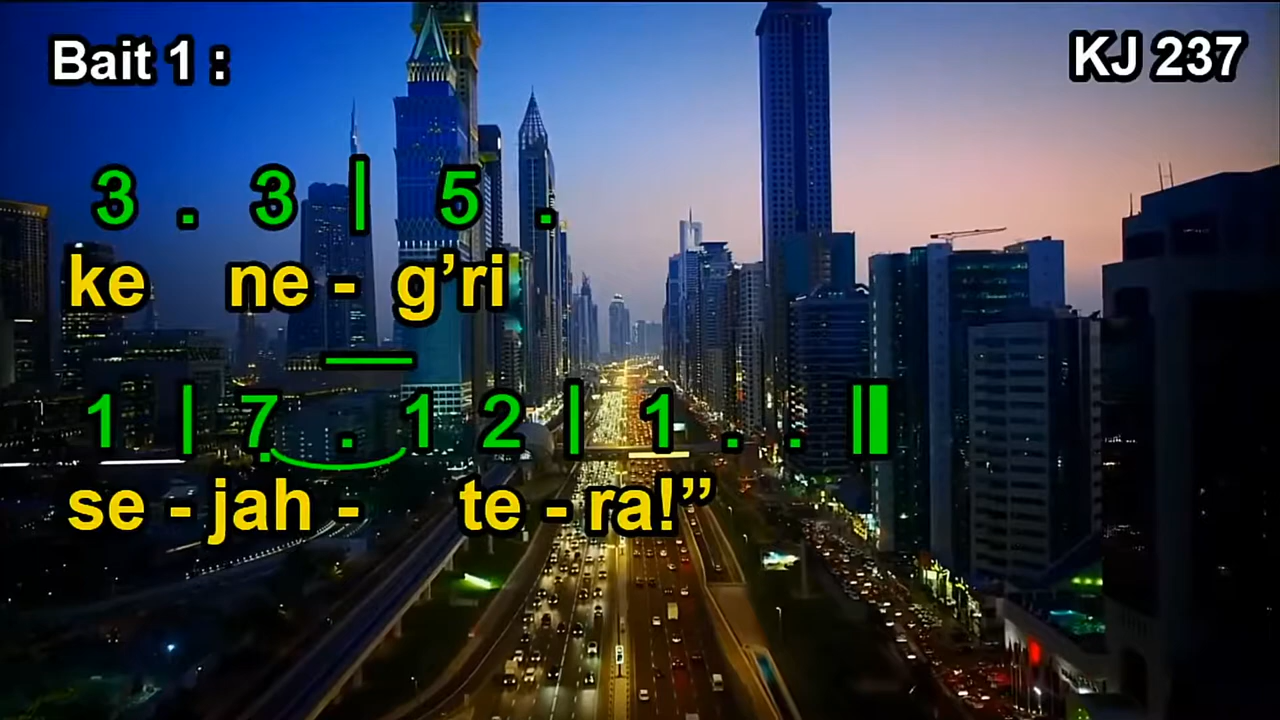 Bait 1 :
KJ 237
3 . 3 | 5 .
ke ne - g’ri
1 | 7 . 1 2 | 1 . . ||
se - jah - te - ra!”